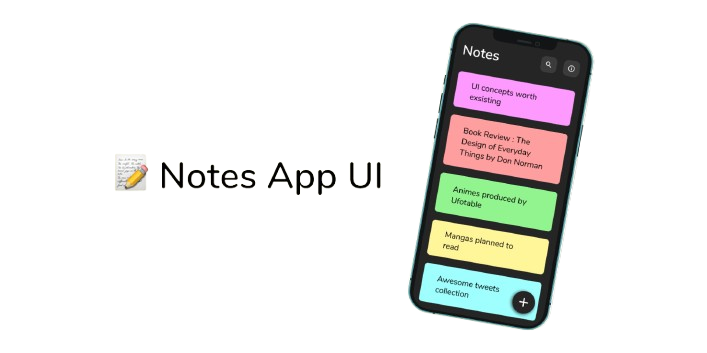 Notes App UI
Notes
UI concepts worth
exsisting
Book Review : The
Design of Everyday
Things by Don Norman
Animes produced by
Ufotable
Mangas planned to
read
Awesome tweets
collection